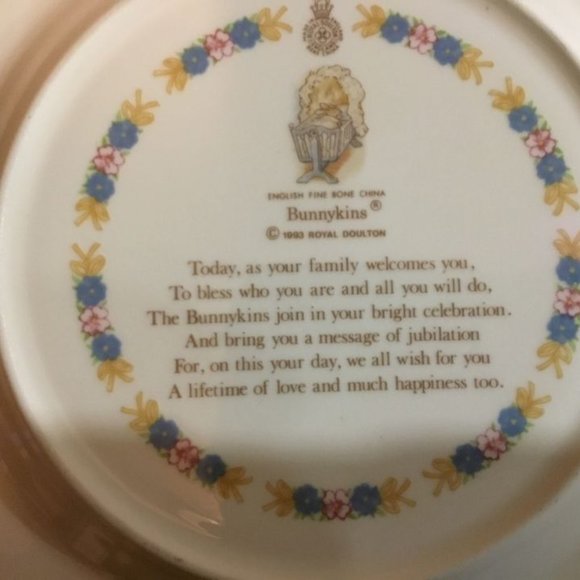 ENGLISH FINE BONE CHINA
Bunnykins ®
© 1993 ROYAL DOULTON
Today, as your family welcomes you,
To bless who you are and all you will do,
The Bunnykins join in your bright celebration.
And bring you a message of jubilation
For, on this your day, we all wish for you
A lifetime of love and much happiness too.